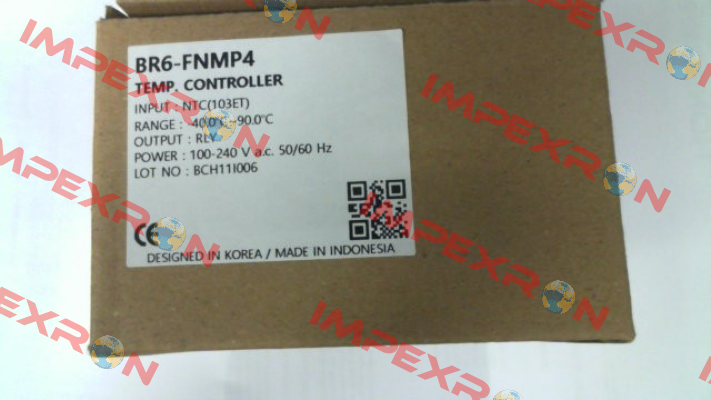 BR6-FNMP4
TEMP. CONTROLLER
INPUT : NTC(103ET)
RANGE : -40.0℃~90.0℃
OUTPUT : RLY
POWER : 100-240 V a.c. 50/60 Hz
LOT NO : BCH11I006
CE
DESIGNED IN KOREA / MADE IN INDONESIA
IMPEXRON
IMPEXRON
IMPEXRON
IMPEXRON
IMPEXRON